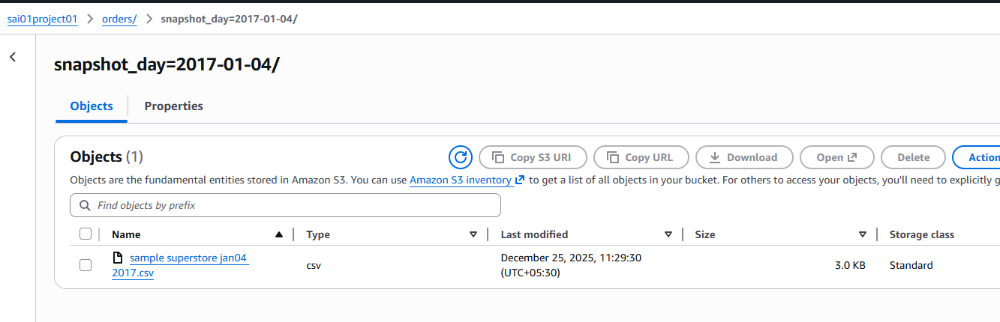 sai01project01 > orders/ > snapshot_day=2017-01-04/
snapshot_day=2017-01-04/
Objects
Properties
Objects (1)
Copy S3 URI
Copy URL
Download
Open
Delete
Action
Objects are the fundamental entities stored in Amazon S3. You can use Amazon S3 inventory to get a list of all objects in your bucket. For others to access your objects, you'll need to explicitly g
Find objects by prefix
Name
Type
Last modified
Size
Storage class
sample superstore jan04
2017.csv
csv
December 25, 2025, 11:29:30
(UTC+05:30)
3.0 KB
Standard